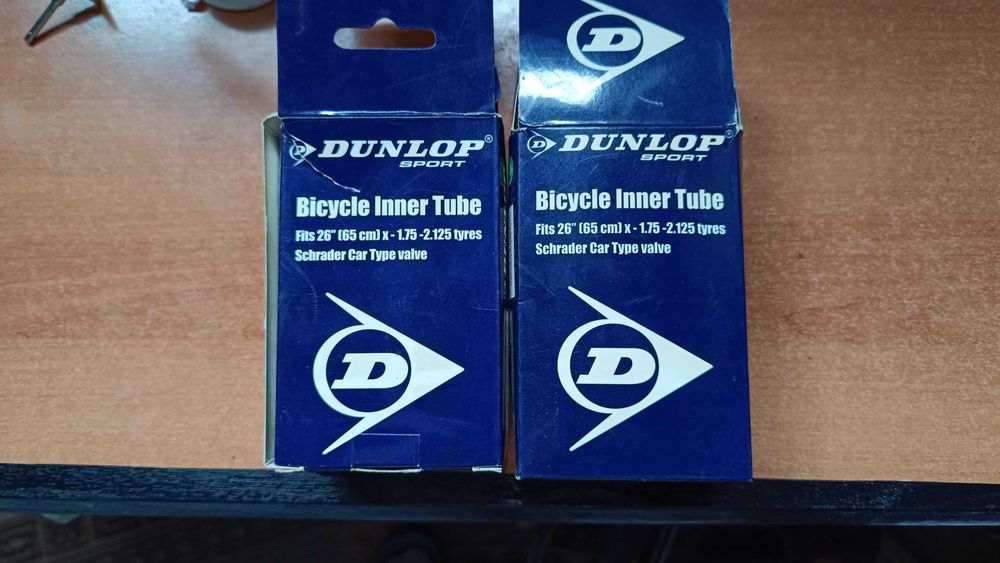 D
D DUNLOP®
SPORT
Bicycle Inner Tube
Fits 26" (65 cm) x - 1.75 -2.125 tyres
Schrader Car Type valve
D
D DUNLOP®
SPORT
Bicycle Inner Tube
Fits 26" (65 cm) x - 1.75 -2.125 tyres
Schrader Car Type valve
D